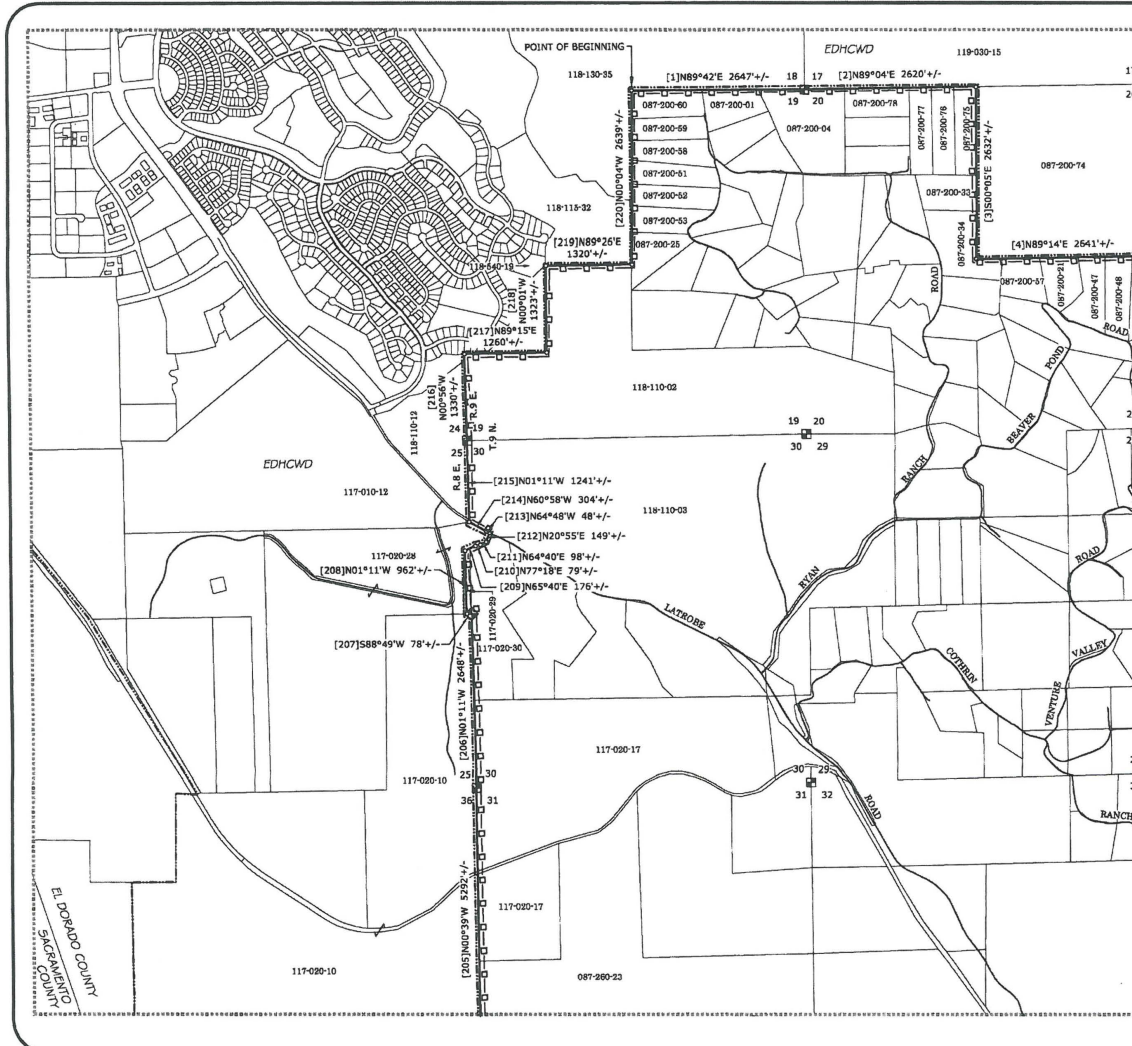 POINT OF BEGINNING
EDHCWD
119-030-15
118-130-35
[1]N89°42'E 2647'+/-
18 17
[2]N89°04'E 2620'+/-
19 20
087-200-60
087-200-01
087-200-78
087-200-04
087-200-77
087-200-76
087-200-75
087-200-59
087-200-58
087-200-51
087-200-52
087-200-53
087-200-25
[220]N00°04'W 2639'+/-
[3]S00°05'E 2632'+/-
087-200-74
087-200-33
087-200-34
118-115-32
[219]N89°26'E
1320'+/-
118-540-19
[4]N89°14'E 2641'+/-
087-200-57
087-200-21
087-200-47
087-200-48
ROAD
ROAD
[218]
N00°01'W
1323'+/-
[217]N89°15'E
1260'+/-
POND
BEAVER
118-110-02
[216]
N00°56'W
1330'+/-
R.9 E.
24 19
T.9 N.
25 30
R.8 E.
118-110-12
19 20
30 29
RANCH
EDHCWD
117-010-12
[215]N01°11'W 1241'+/-
[214]N60°58'W 304'+/-
[213]N64°48'W 48'+/-
[212]N20°55'E 149'+/-
[211]N64°40'E 98'+/-
[210]N77°18'E 79'+/-
[209]N65°40'E 176'+/-
118-110-03
117-020-28
[208]N01°11'W 962'+/-
117-020-29
ROAD
RYAN
LATROBE
[207]S88°49'W 78'+/-
117-020-30
VALLEY
COTHRIN
VENTURE
[206]N01°11'W 2648'+/-
117-020-17
117-020-10
25 30
36 31
30 29
31 32
ROAD
RANCH
[205]N00°39'W 5292'+/-
117-020-17
EL DORADO COUNTY
SACRAMENTO
COUNTY
117-020-10
087-260-23